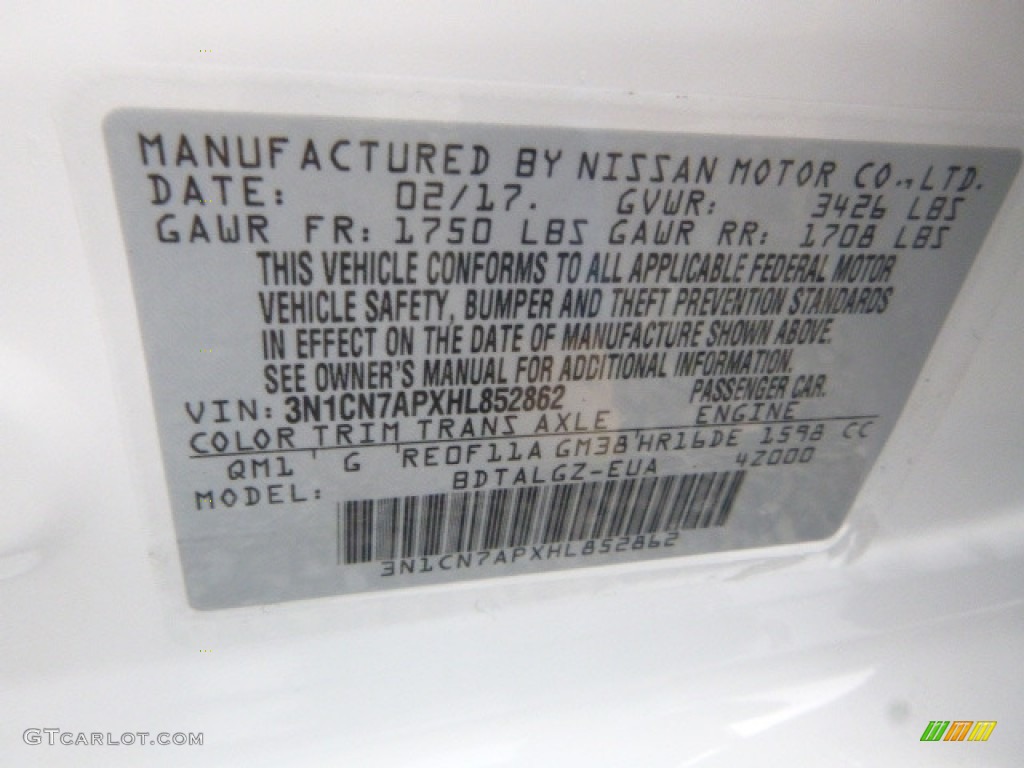 MANUFACTURED BY NISSAN MOTOR CO., LTD.
DATE: 02/17. GVWR: 3426 LBS
GAWR FR: 1750 LBS GAWR RR: 1708 LBS
THIS VEHICLE CONFORMS TO ALL APPLICABLE FEDERAL MOTOR
VEHICLE SAFETY, BUMPER AND THEFT PREVENTION STANDARDS
IN EFFECT ON THE DATE OF MANUFACTURE SHOWN ABOVE.
SEE OWNER'S MANUAL FOR ADDITIONAL INFORMATION.
VIN: 3N1CN7APXHL852862 PASSENGER CAR.
COLOR TRIM TRANS AXLE ENGINE
QM1 ' G 'RE0F11A GM38'HR16DE 1598 CC
MODEL: BDTALGZ-EUA 42000
3N1CN7APXHL852862
GTCARLOT.COM